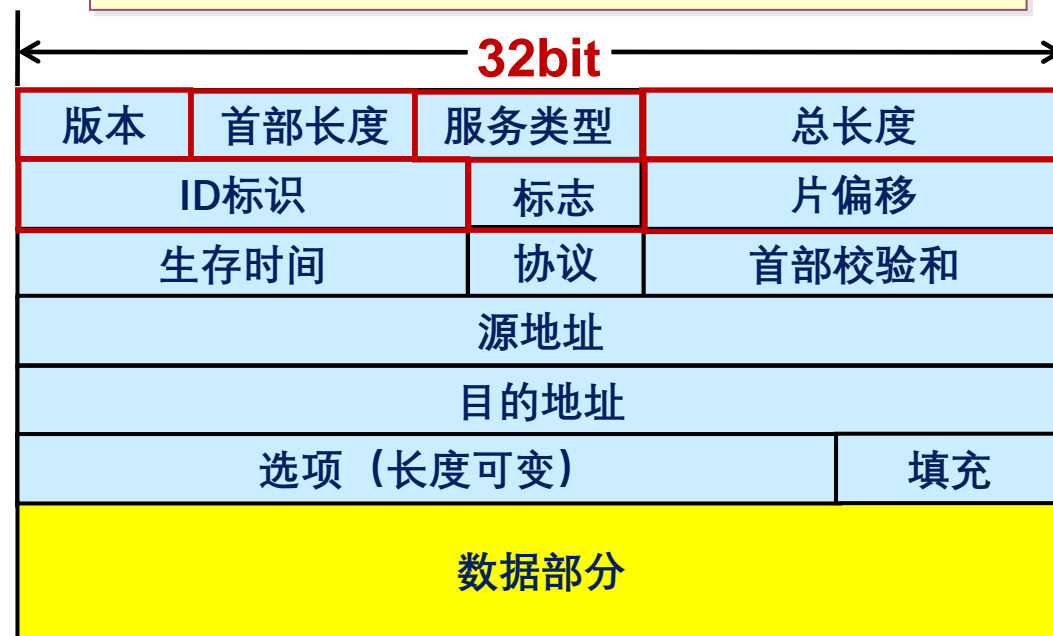 32bit
版本 首部长度 服务类型 总长度
ID标识 标志 片偏移
生存时间 协议 首部校验和
源地址
目的地址
选项（长度可变） 填充
数据部分